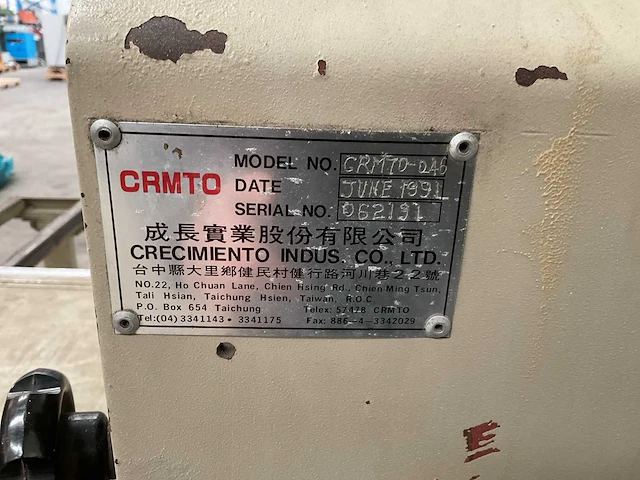 MODEL NO. CRMTO-0A6
CRMTO DATE JUNE 1991
SERIAL NO. 062191
成長實業股份有限公司
CRECIMIENTO INDUS. CO., LTD.
台中縣大里鄉健民村健行路河川巷22號
NO.22, Ho Chuan Lane, Chien Hsing Rd., Chien Ming Tsun,
Tali Hsian, Taichung Hsien, Taiwan, R.O.C.
P.O. Box 654 Taichung Telex: 57478 CRMTO
Tel:(04) 3341143 • 3341175 Fax: 886-4-3342029